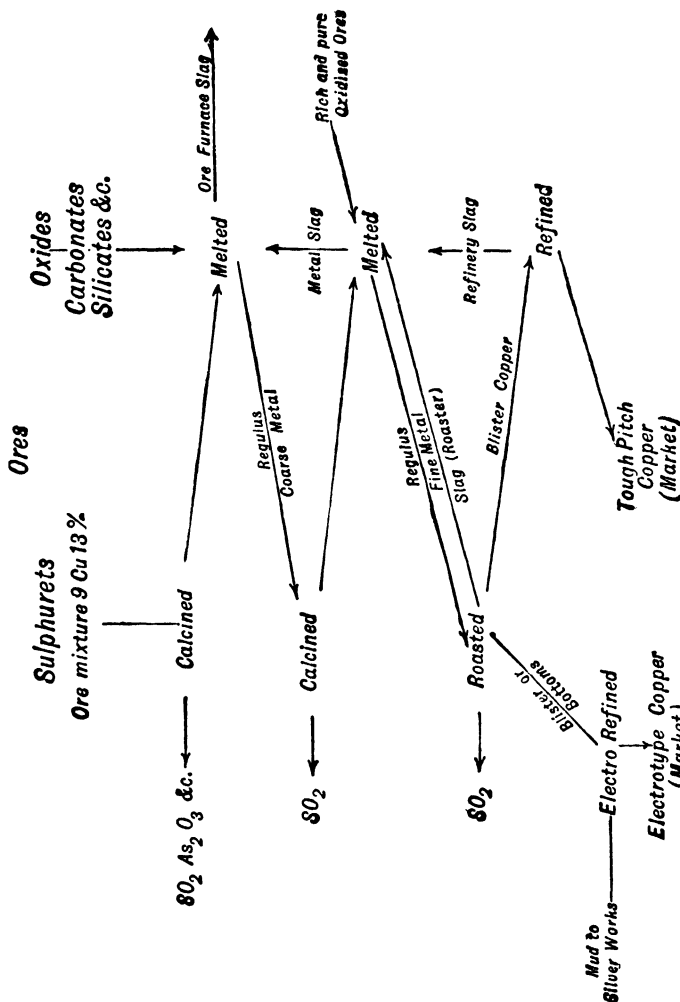 Ores
Sulphurets
Ore mixture 9 Cu 13%
Oxides
Carbonates
Silicates &c.
SO2 As2 O3 &c.
Calcined
Melted
Ore Furnace Slag
Regulus
Coarse Metal
Metal Slag
Rich and pure
Oxidised Ores
SO2
Calcined
Melted
Regulus
Fine Metal
Slag (Roaster)
Refinery Slag
SO2
Roasted
Blister Copper
Refined
Blister or
Bottoms
Tough Pitch
Copper
(Market)
Mud to
Silver Works
Electro Refined
Electrotype Copper
(Market)